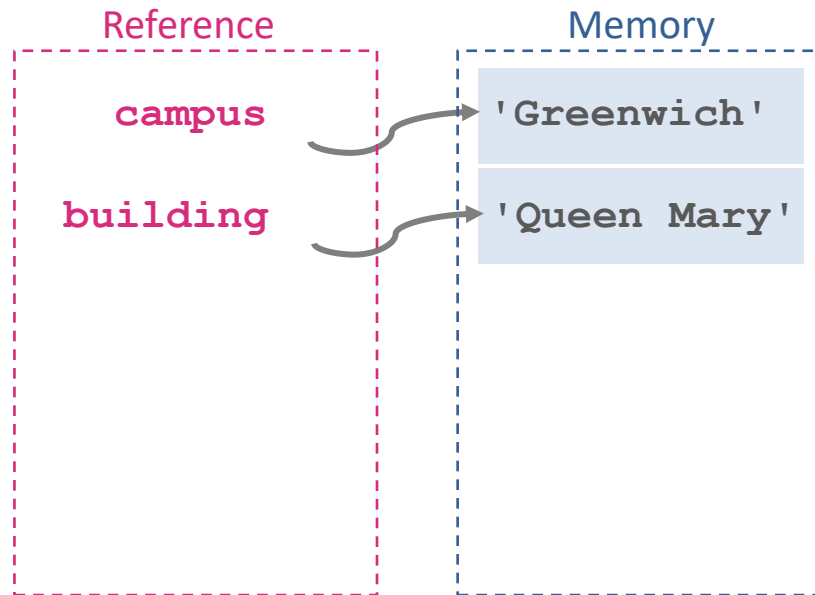 Reference
Memory
campus
'Greenwich'
building
'Queen Mary'